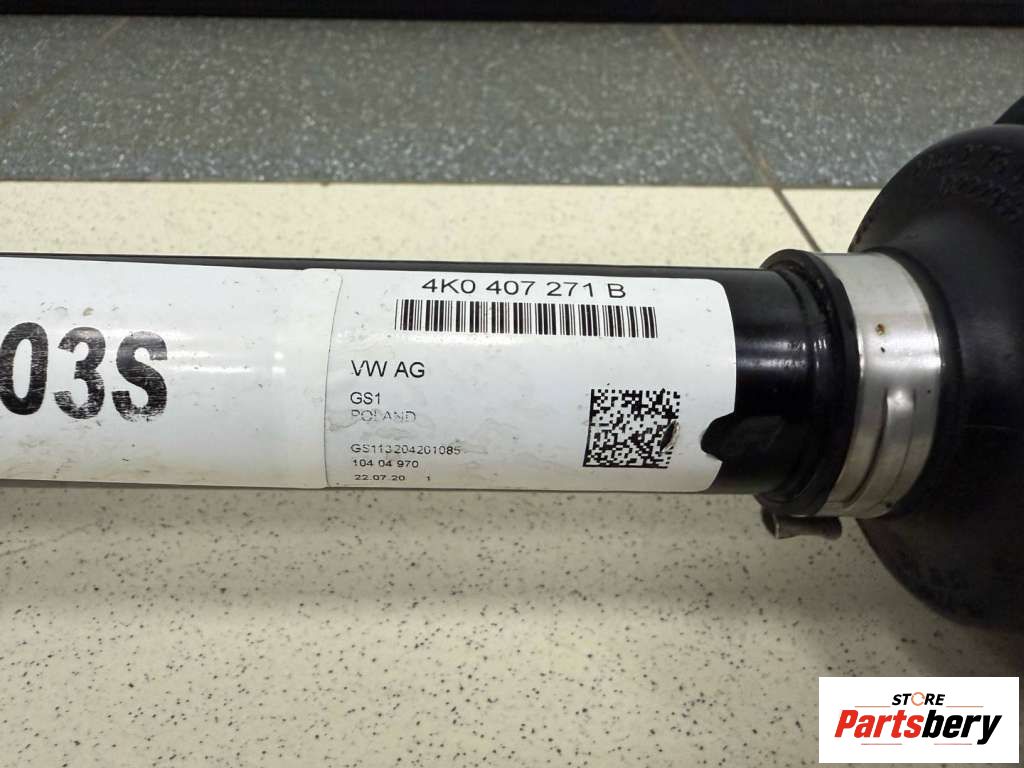 03S
4K0 407 271 B
VW AG
GS1
POLAND
GS113204201085
104 04 970
22.07.20 1
STORE
Partsbery